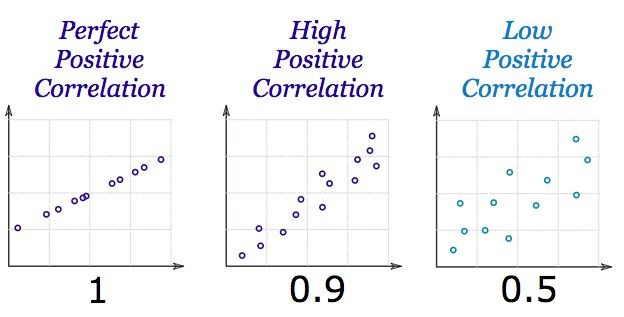 Perfect
Positive
Correlation
1
High
Positive
Correlation
0.9
Low
Positive
Correlation
0.5